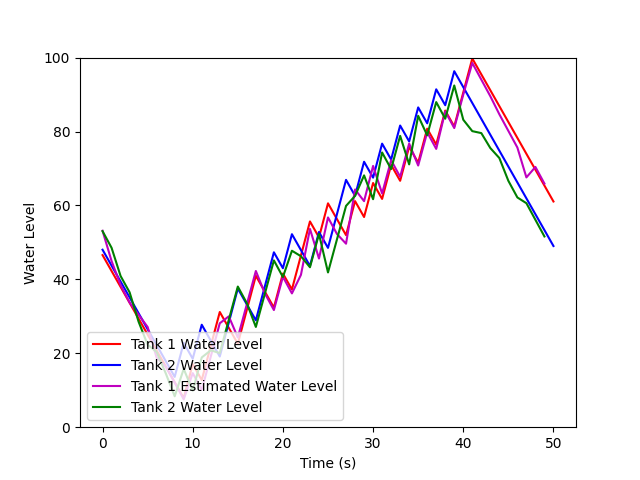 100
80
60
40
20
0
Water Level
Tank 1 Water Level
Tank 2 Water Level
Tank 1 Estimated Water Level
Tank 2 Water Level
0 10 20 30 40 50
Time (s)